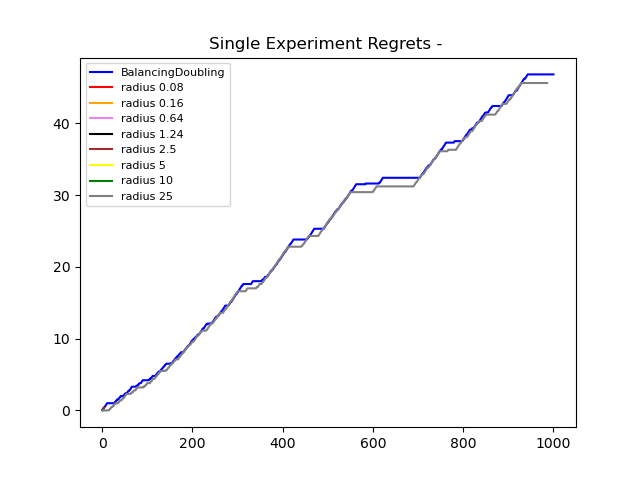 Single Experiment Regrets -
BalancingDoubling
radius 0.08
radius 0.16
radius 0.64
radius 1.24
radius 2.5
radius 5
radius 10
radius 25
40
30
20
10
0
0 200 400 600 800 1000